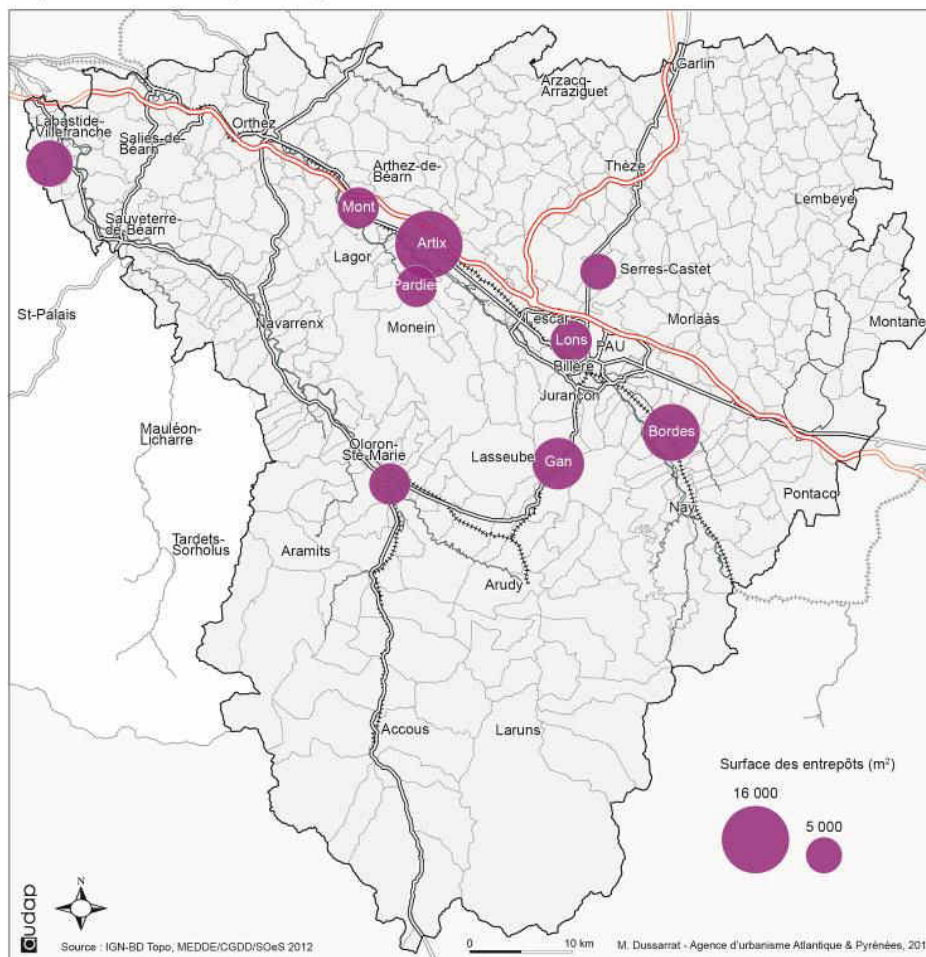 Garlin
Arzacq-
Arraziguet
Labastide-
Villefranche
Salies-de-
Béarn
Orthez
Arthez-de-
Béarn
Thèze
Lembeye
Mont
Sauveterre-
de-Béarn
Artix
Lagor
Serres-Castet
Pardies
St-Palais
Navarrenx
Monein
Lescar
Morlaàs
Montane
Lons
PAU
Billère
Jurançon
Mauléon-
Licharre
Oloron-
Ste-Marie
Lasseube
Gan
Bordes
Pontacq
Nay
Tardets-
Sorholus
Aramits
Arudy
Accous
Laruns
Surface des entrepôts (m²)
16 000
5 000
N
audap
Source : IGN-BD Topo, MEDDE/CGDD/SOeS 2012
0
10 km
M. Dussarrat - Agence d'urbanisme Atlantique & Pyrénées, 201